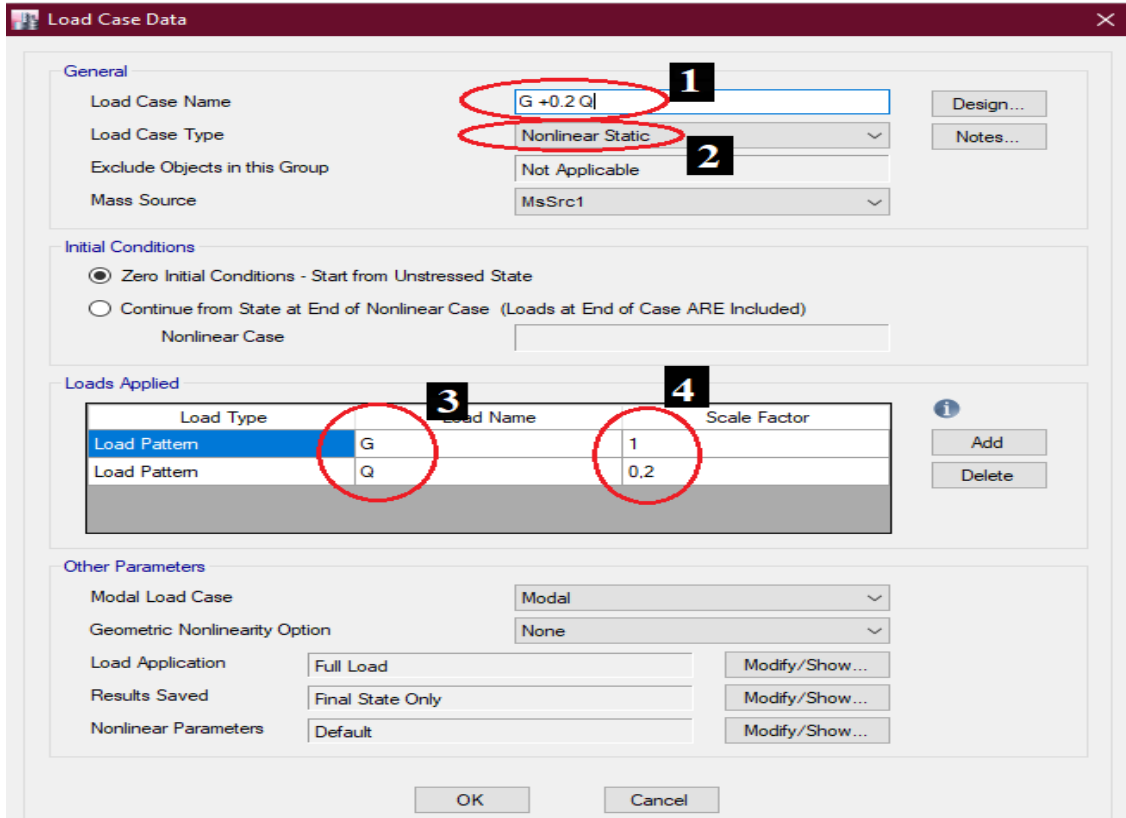 Load Case Data
General
1
Load Case Name G +0.2 Q Design...
Load Case Type Nonlinear Static Notes...
2
Exclude Objects in this Group Not Applicable
Mass Source MsSrc1
Initial Conditions
Zero Initial Conditions - Start from Unstressed State
Continue from State at End of Nonlinear Case (Loads at End of Case ARE Included)
Nonlinear Case
Loads Applied
3 4
Load Type Load Name Scale Factor
Load Pattern G 1 Add
Load Pattern Q 0,2 Delete
Other Parameters
Modal Load Case Modal
Geometric Nonlinearity Option None
Load Application Full Load Modify/Show...
Results Saved Final State Only Modify/Show...
Nonlinear Parameters Default Modify/Show...
OK Cancel